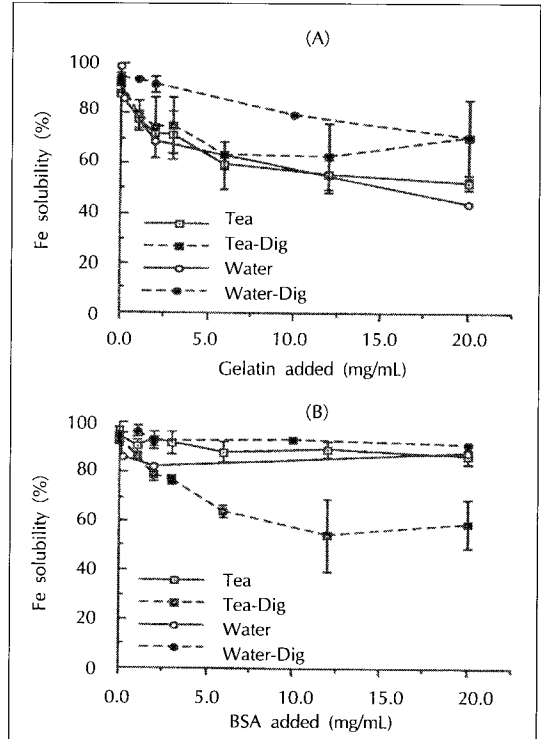 (A)
100
80
60
40
20
0
Fe solubility (%)
Tea
Tea-Dig
Water
Water-Dig
0.0 5.0 10.0 15.0 20.0
Gelatin added (mg/mL)
(B)
100
80
60
40
20
0
Fe solubility (%)
Tea
Tea-Dig
Water
Water-Dig
0.0 5.0 10.0 15.0 20.0
BSA added (mg/mL)